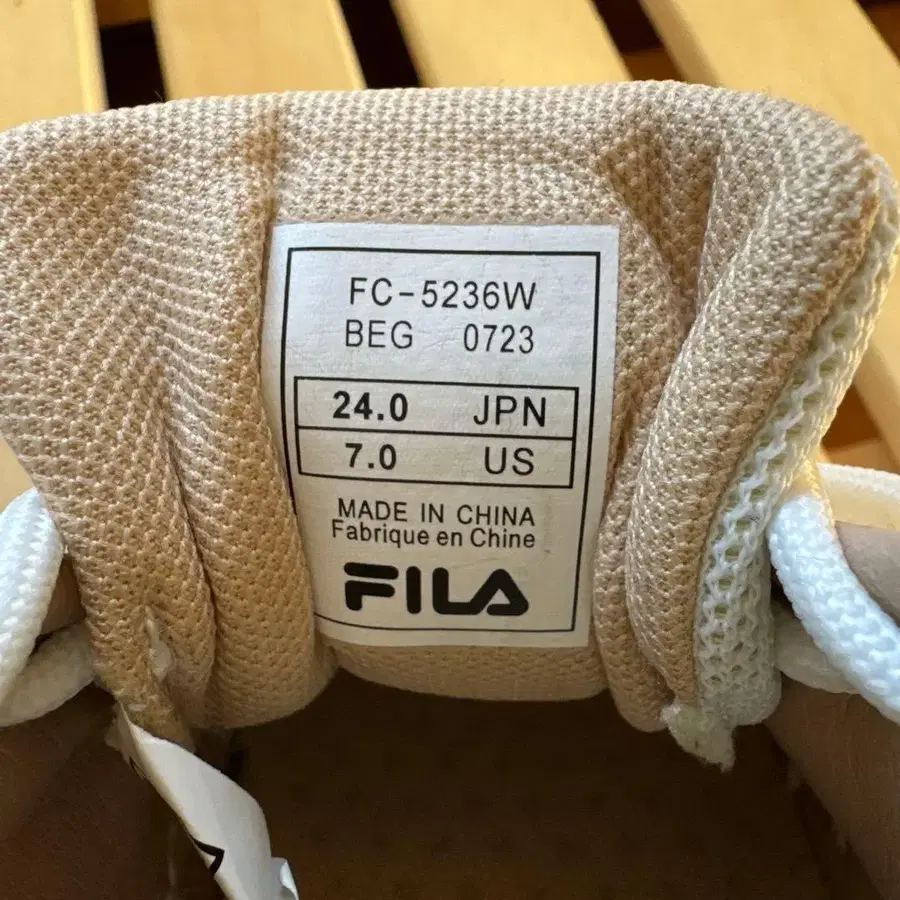 FC-5236W
BEG 0723
24.0 JPN
7.0 US
MADE IN CHINA
Fabrique en Chine
FILA